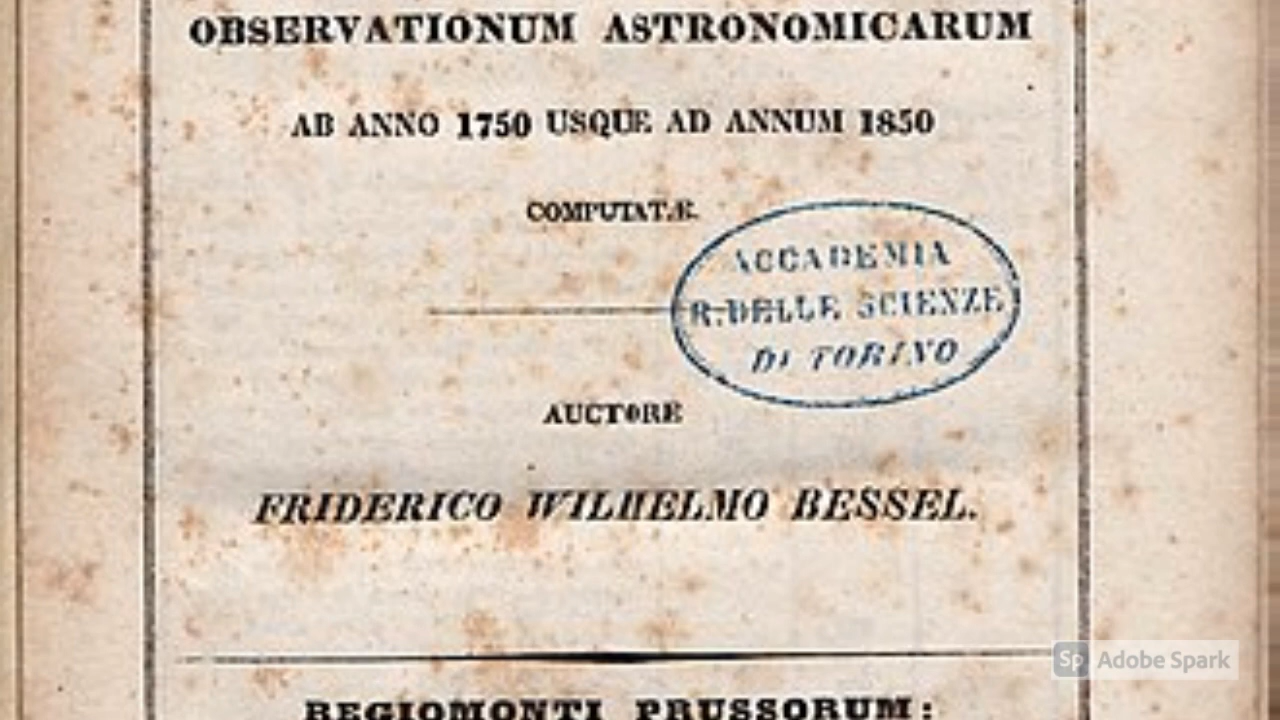 OBSERVATIONUM ASTRONOMICARUM
AB ANNO 1750 USQUE AD ANNUM 1850
COMPUTATÆ.
ACCADEMIA
R. DELLE SCIENZE
DI TORINO
AUCTORE
FRIDERICO WILHELMO BESSEL.
Sp Adobe Spark
REGIOMONTI PRUSSORUM: